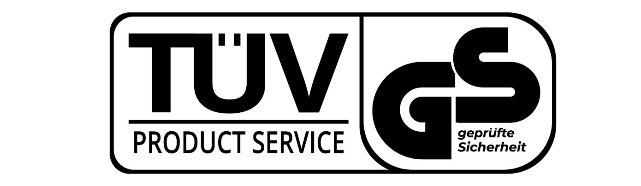 TÜV
PRODUCT SERVICE
GS
geprüfte
Sicherheit